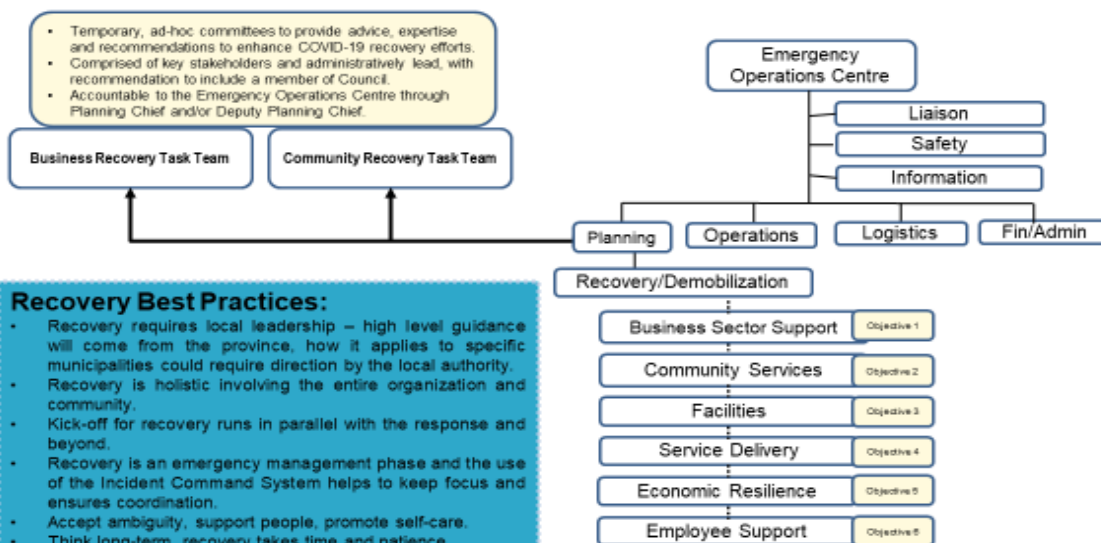 • Temporary, ad-hoc committees to provide advice, expertise
and recommendations to enhance COVID-19 recovery efforts.
• Comprised of key stakeholders and administratively lead, with
recommendation to include a member of Council.
• Accountable to the Emergency Operations Centre through
Planning Chief and/or Deputy Planning Chief.
Business Recovery Task Team
Community Recovery Task Team
Emergency
Operations Centre
Liaison
Safety
Information
Planning
Operations
Logistics
Fin/Admin
Recovery/Demobilization
Business Sector Support
Objective 1
Community Services
Objective 2
Facilities
Objective 3
Service Delivery
Objective 4
Economic Resilience
Objective 5
Employee Support
Objective 6
Recovery Best Practices:
• Recovery requires local leadership – high level guidance
will come from the province, how it applies to specific
municipalities could require direction by the local authority.
• Recovery is holistic involving the entire organization and
community.
• Kick-off for recovery runs in parallel with the response and
beyond.
• Recovery is an emergency management phase and the use
of the Incident Command System helps to keep focus and
ensures coordination.
• Accept ambiguity, support people, promote self-care.
• Think long-term, recovery takes time and patience